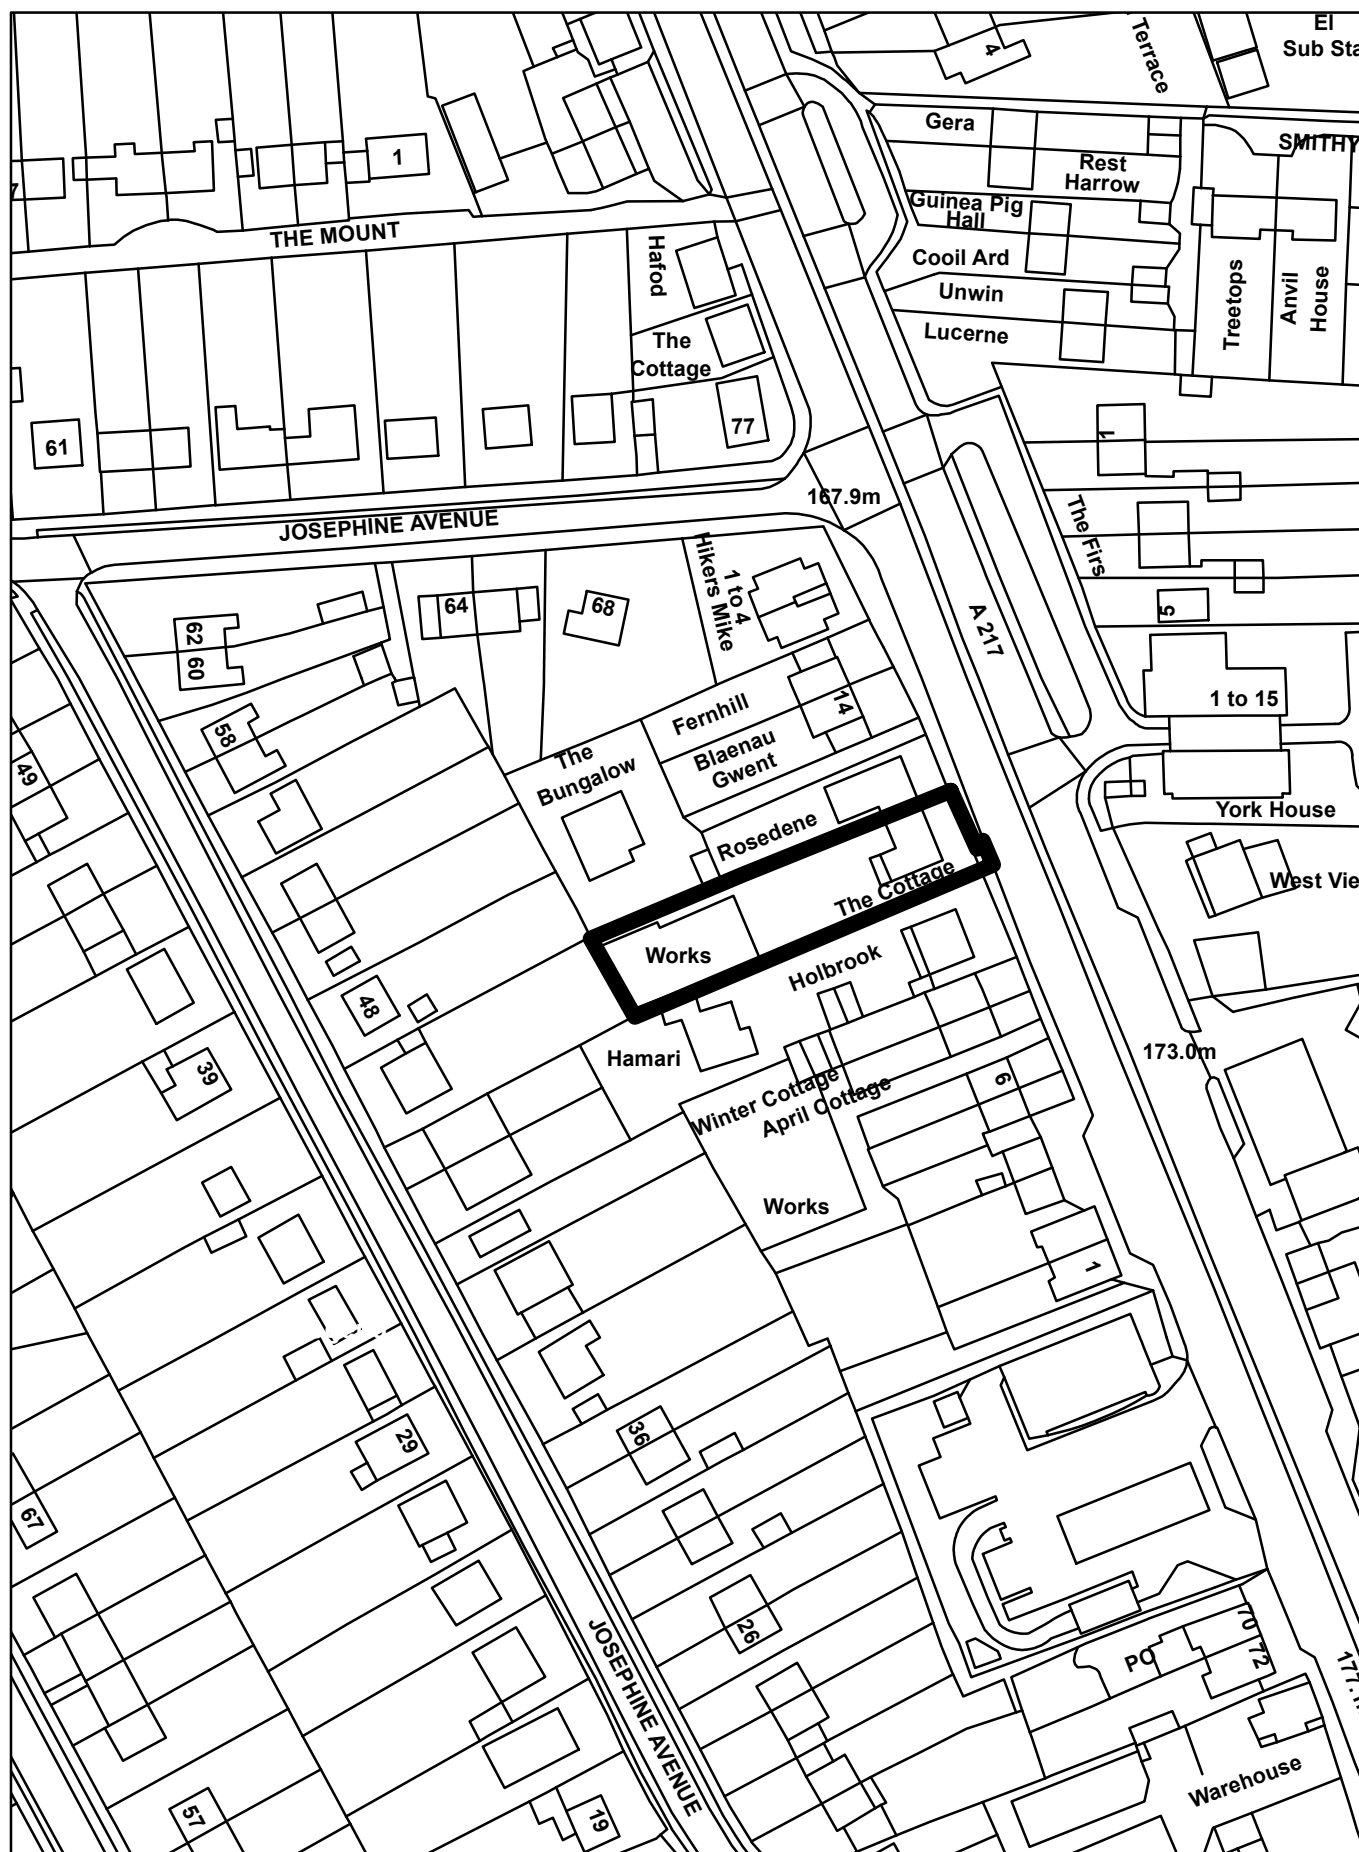 El
Sub Sta
4
Terrace
Gera
SMITHY
Rest
Harrow
1
7
Guinea Pig
Hall
THE MOUNT
Hafod
Cooil Ard
Unwin
Treetops
Anvil
House
Lucerne
The
Cottage
77
61
1
167.9m
JOSEPHINE AVENUE
The Firs
Hikers Mike
1 to 4
64
68
5
A 217
62
60
1 to 15
14
Fernhill
58
Blaenau
Gwent
The
Bungalow
49
York House
Rosedene
West Vie
The Cottage
Works
Holbrook
48
Hamari
173.0m
39
6
Winter Cottage
April Cottage
Works
1
36
29
67
26
70
72
PO
JOSEPHINE AVENUE
177.1
Warehouse
57
19